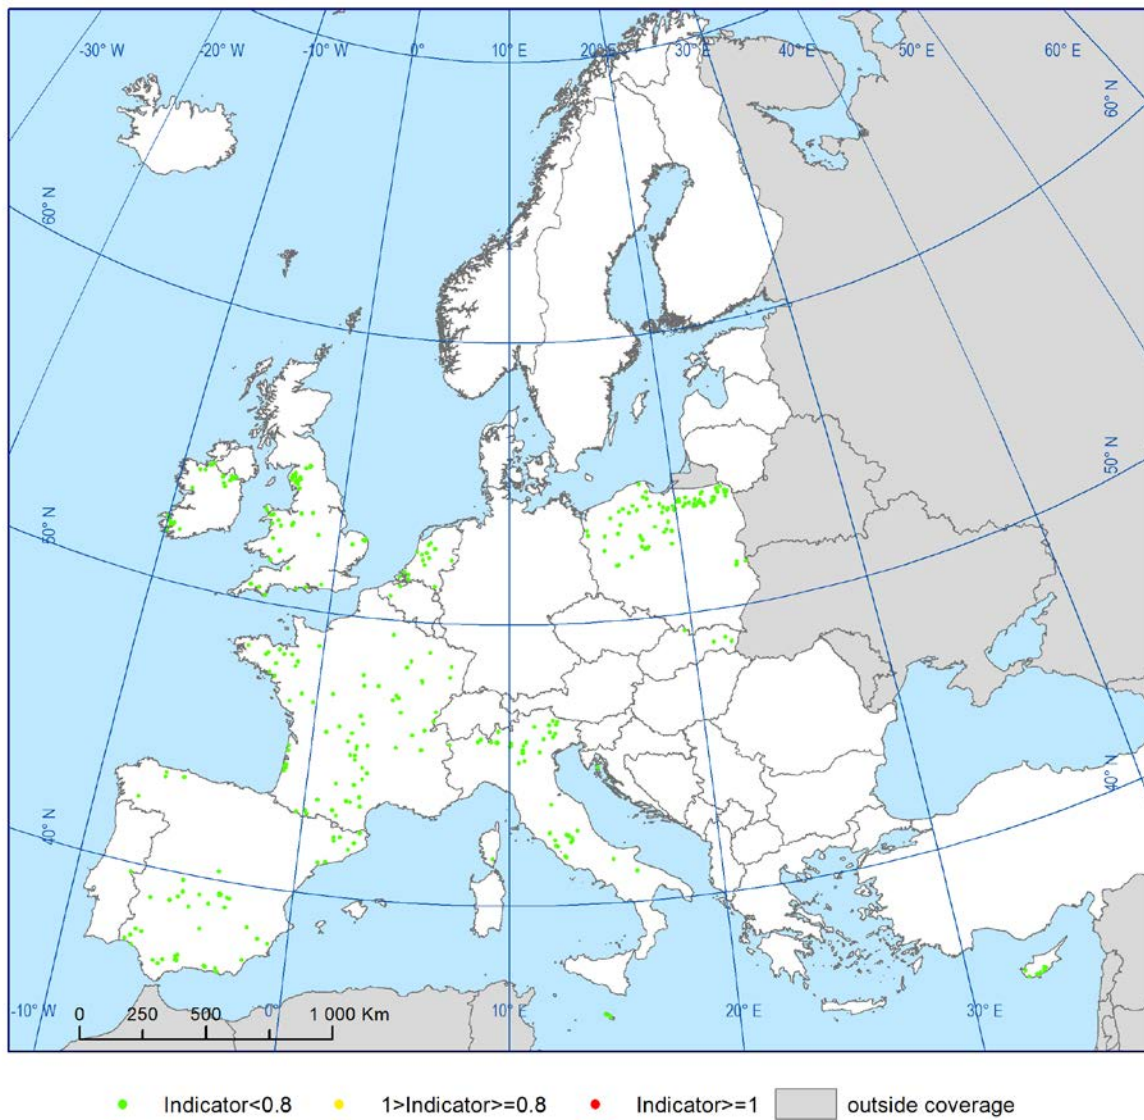 -30° W -20° W -10° W 0° 10° E 20° E 30° E 40° E 50° E 60° E
60° N
60° N
50° N
50° N
40° N
40° N
-10° W 0° 10° E 20° E 30° E
0 250 500 1 000 Km
Indicator<0.8 1>Indicator>=0.8 Indicator>=1 outside coverage